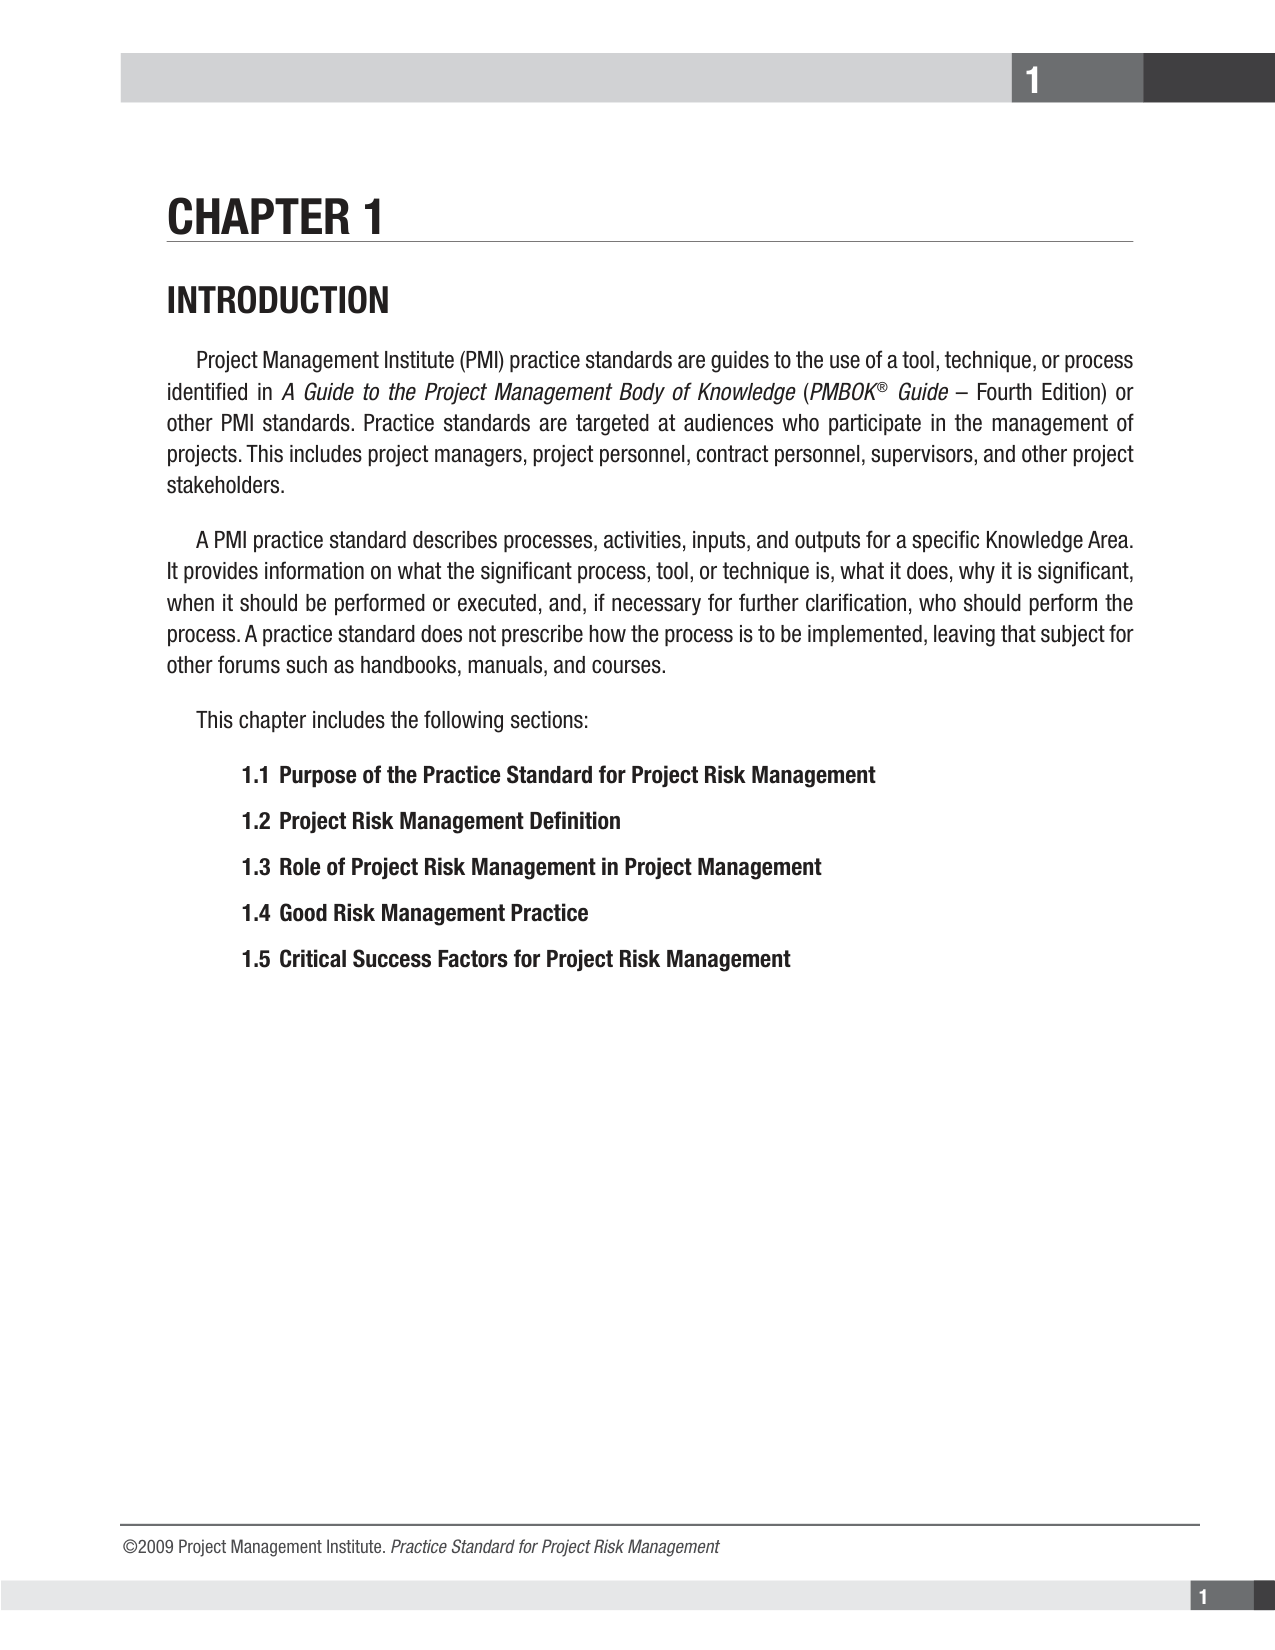 1
CHAPTER 1
INTRODUCTION
Project Management Institute (PMI) practice standards are guides to the use of a tool, technique, or process
identified in A Guide to the Project Management Body of Knowledge (PMBOK® Guide – Fourth Edition) or
other PMI standards. Practice standards are targeted at audiences who participate in the management of
projects. This includes project managers, project personnel, contract personnel, supervisors, and other project
stakeholders.
A PMI practice standard describes processes, activities, inputs, and outputs for a specific Knowledge Area.
It provides information on what the significant process, tool, or technique is, what it does, why it is significant,
when it should be performed or executed, and, if necessary for further clarification, who should perform the
process. A practice standard does not prescribe how the process is to be implemented, leaving that subject for
other forums such as handbooks, manuals, and courses.
This chapter includes the following sections:
1.1 Purpose of the Practice Standard for Project Risk Management
1.2 Project Risk Management Definition
1.3 Role of Project Risk Management in Project Management
1.4 Good Risk Management Practice
1.5 Critical Success Factors for Project Risk Management
©2009 Project Management Institute. Practice Standard for Project Risk Management
1